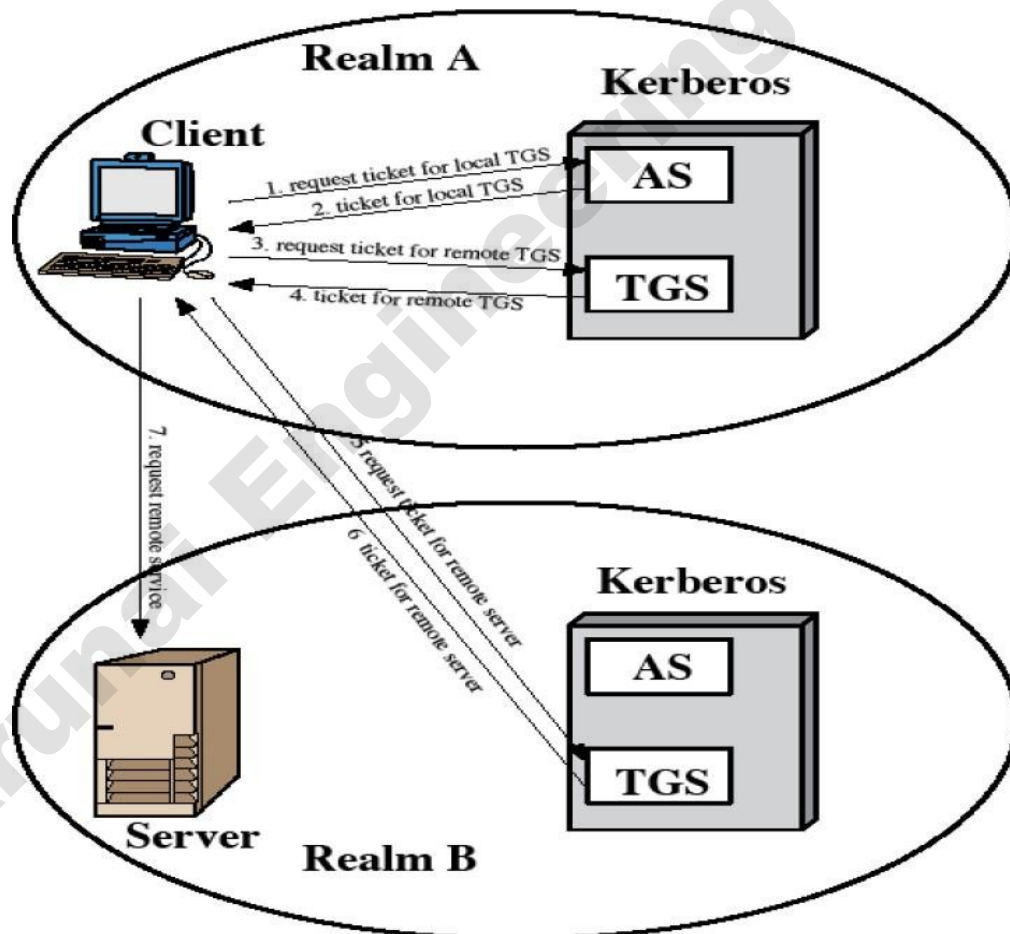 Realm A
Kerberos
Client
AS
1. request ticket for local TGS
2. ticket for local TGS
3. request ticket for remote TGS
TGS
4. ticket for remote TGS
7. request remote service
5 request ticket for remote server
6 ticket for remote server
Kerberos
AS
TGS
Server
Realm B
runai Engineering